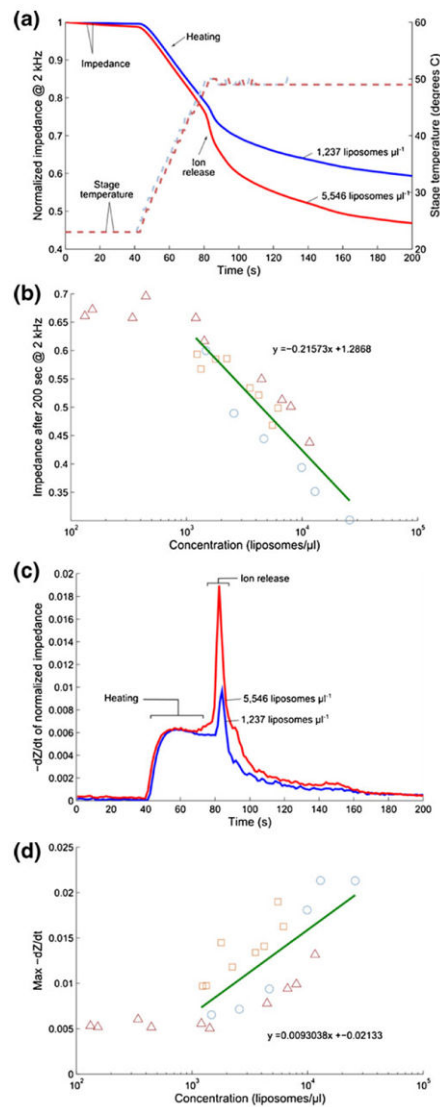 (a)
1
0.9
0.8
0.7
0.6
0.5
0.4
Normalized impedance @ 2 kHz
Heating
Impedance
Stage temperature
Ion release
1,237 liposomes µl⁻¹
5,546 liposomes µl⁻¹
60
50
40
30
20
Stage temperature (degrees C)
0 20 40 60 80 100 120 140 160 180 200
Time (s)
(b)
0.7
0.65
0.6
0.55
0.5
0.45
0.4
0.35
Impedance after 200 sec @ 2 kHz
y =−0.21573x +1.2868
10² 10³ 10⁴ 10⁵
Concentration (liposomes/µl)
(c)
0.02
0.018
0.016
0.014
0.012
0.01
0.008
0.006
0.004
0.002
0
−dZ/dt of normalized impedance
Ion release
Heating
5,546 liposomes µl⁻¹
1,237 liposomes µl⁻¹
0 20 40 60 80 100 120 140 160 180 200
Time (s)
(d)
0.025
0.02
0.015
0.01
0.005
0
Max −dZ/dt
y =0.0093038x +−0.02133
10² 10³ 10⁴ 10⁵
Concentration (liposomes/µl)